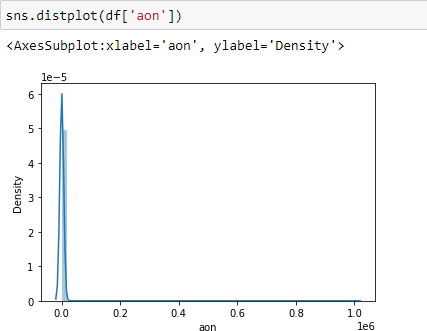 sns.distplot(df['aon'])
<AxesSubplot:xlabel='aon', ylabel='Density'>
1e−5
6
5
4
3
2
1
0
Density
0.0 0.2 0.4 0.6 0.8 1.0
1e6
aon